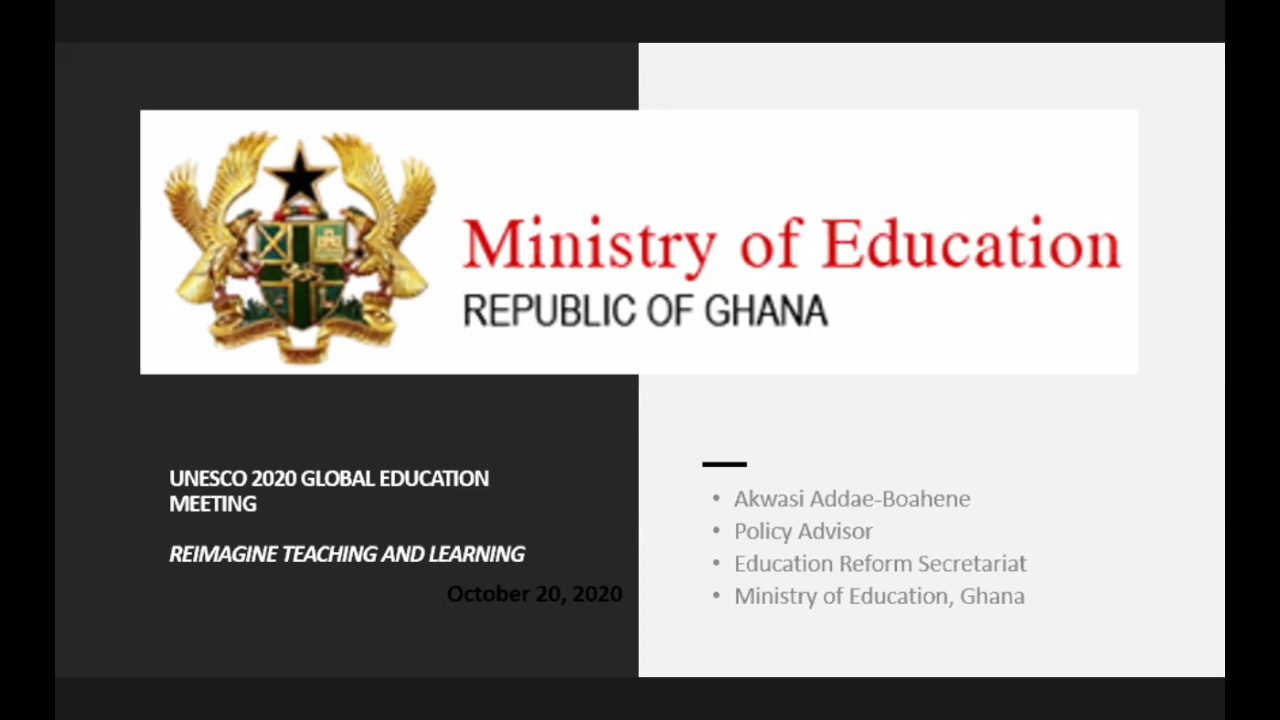 Ministry of Education
REPUBLIC OF GHANA
UNESCO 2020 GLOBAL EDUCATION
MEETING
REIMAGINE TEACHING AND LEARNING
October 20, 2020
• Akwasi Addae-Boahene
• Policy Advisor
• Education Reform Secretariat
• Ministry of Education, Ghana